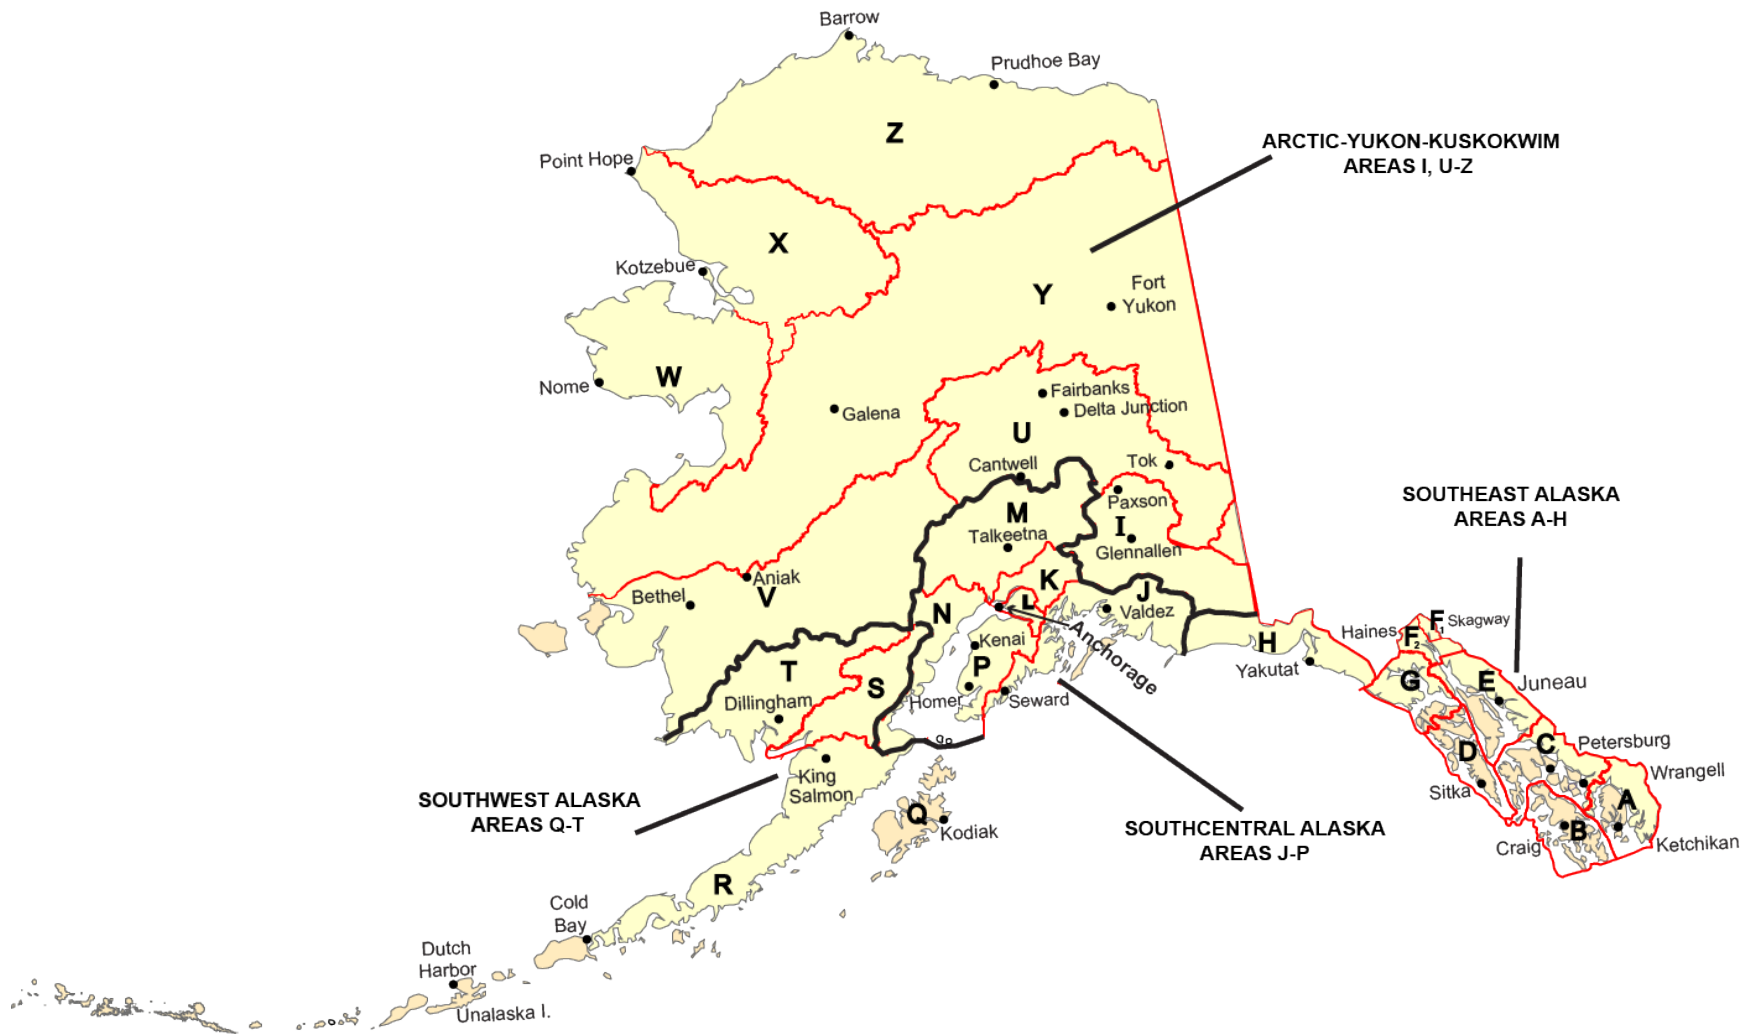 Barrow
Prudhoe Bay
Z
ARCTIC-YUKON-KUSKOKWIM
AREAS I, U-Z
Point Hope
X
Kotzebue
Y
Fort
Yukon
W
Nome
Galena
Fairbanks
Delta Junction
U
Cantwell
Tok
Paxson
M
Talkeetna
I
Glennallen
SOUTHEAST ALASKA
AREAS A-H
Aniak
Bethel
V
K
L
N
J
Valdez
Anchorage
Kenai
P
Homer
Seward
H
Yakutat
Haines
F2
F1
Skagway
G
E
Juneau
T
Dillingham
S
D
Sitka
C
Petersburg
Wrangell
A
B
Craig
Ketchikan
King
Salmon
SOUTHWEST ALASKA
AREAS Q-T
Q
Kodiak
SOUTHCENTRAL ALASKA
AREAS J-P
R
Cold
Bay
Dutch
Harbor
Unalaska I.